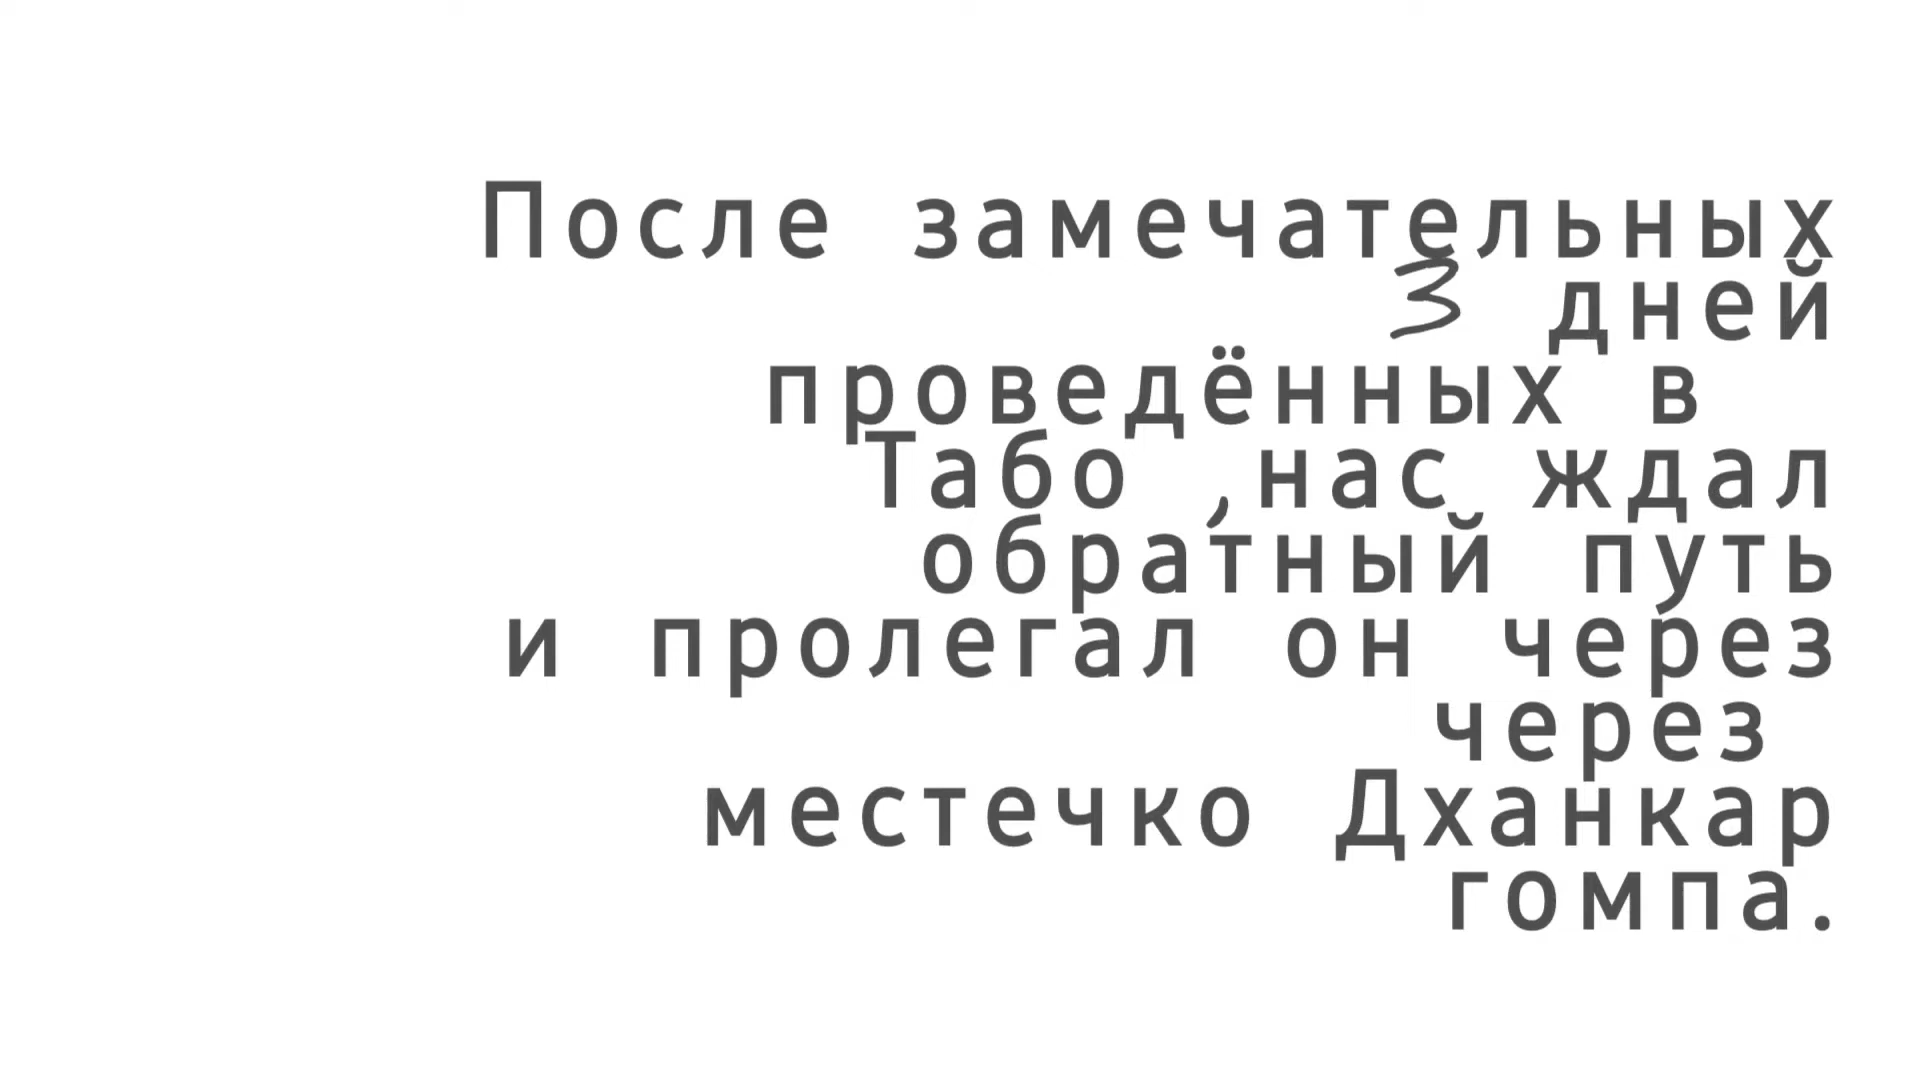 После замечательных
3 дней
проведённых в
Табо ,нас ждал
обратный путь
и пролегал он через
через
местечко Дханкар
гомпа.